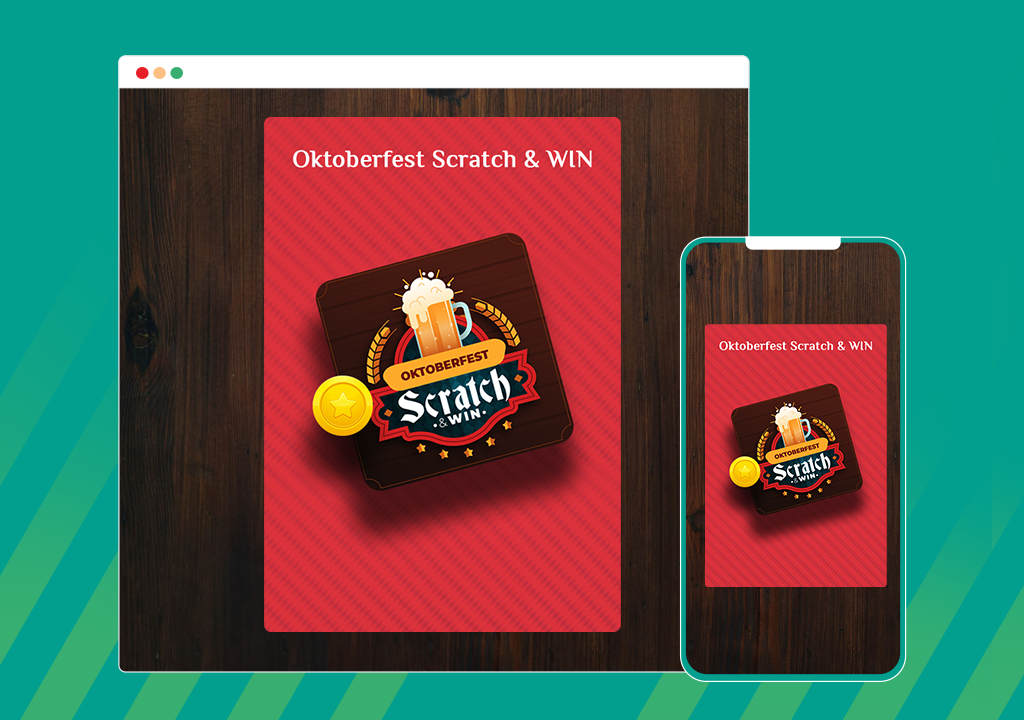 Oktoberfest Scratch & WIN
OKTOBERFEST
Scratch
·& WIN·
Oktoberfest Scratch & WIN
OKTOBERFEST
Scratch
·& WIN·